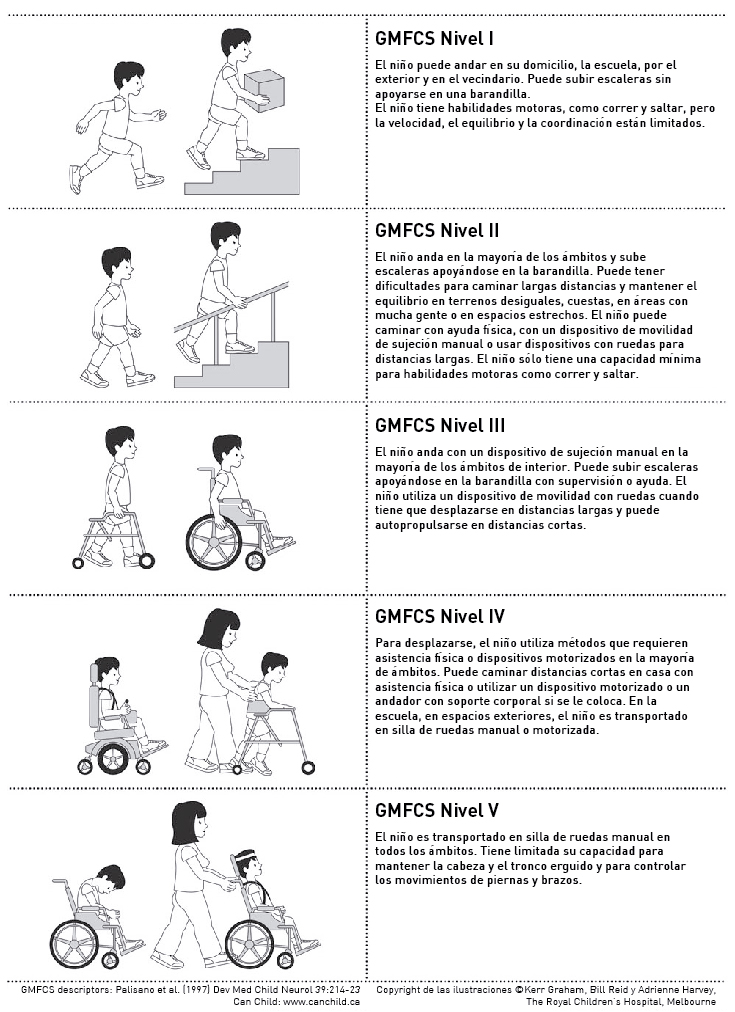 GMFCS Nivel I
El niño puede andar en su domicilio, la escuela, por el
exterior y en el vecindario. Puede subir escaleras sin
apoyarse en una barandilla.
El niño tiene habilidades motoras, como correr y saltar, pero
la velocidad, el equilibrio y la coordinación están limitados.
GMFCS Nivel II
El niño anda en la mayoría de los ámbitos y sube
escaleras apoyándose en la barandilla. Puede tener
dificultades para caminar largas distancias y mantener el
equilibrio en terrenos desiguales, cuestas, en áreas con
mucha gente o en espacios estrechos. El niño puede
caminar con ayuda física, con un dispositivo de movilidad
de sujeción manual o usar dispositivos con ruedas para
distancias largas. El niño sólo tiene una capacidad mínima
para habilidades motoras como correr y saltar.
GMFCS Nivel III
El niño anda con un dispositivo de sujeción manual en la
mayoría de los ámbitos de interior. Puede subir escaleras
apoyándose en la barandilla con supervisión o ayuda. El
niño utiliza un dispositivo de movilidad con ruedas cuando
tiene que desplazarse en distancias largas y puede
autopropulsarse en distancias cortas.
GMFCS Nivel IV
Para desplazarse, el niño utiliza métodos que requieren
asistencia física o dispositivos motorizados en la mayoría
de ámbitos. Puede caminar distancias cortas en casa con
asistencia física o utilizar un dispositivo motorizado o un
andador con soporte corporal si se le coloca. En la
escuela, en espacios exteriores, el niño es transportado
en silla de ruedas manual o motorizada.
GMFCS Nivel V
El niño es transportado en silla de ruedas manual en
todos los ámbitos. Tiene limitada su capacidad para
mantener la cabeza y el tronco erguido y para controlar
los movimientos de piernas y brazos.
GMFCS descriptors: Palisano et al. (1997) Dev Med Child Neurol 39:214-23
Can Child: www.canchild.ca
Copyright de las ilustraciones ©Kerr Graham, Bill Reid y Adrienne Harvey,
The Royal Children's Hospital, Melbourne